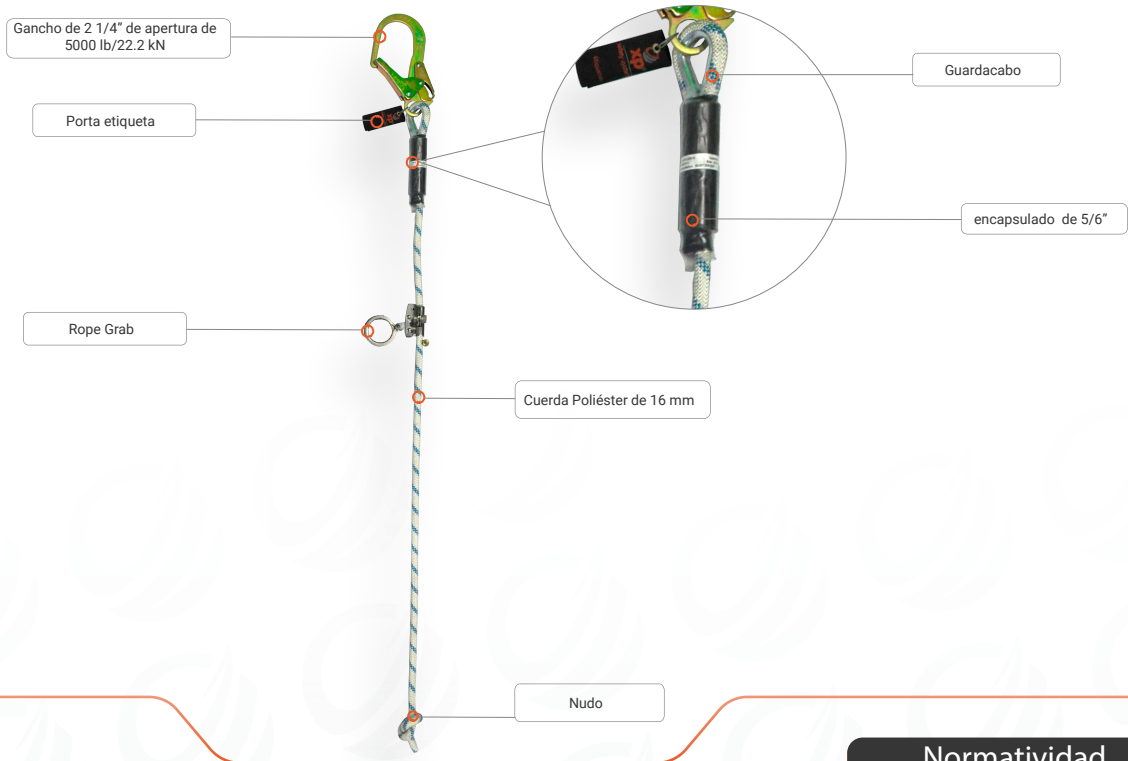 Gancho de 2 1/4” de apertura de
5000 lb/22.2 kN
Porta etiqueta
Guardacabo
encapsulado de 5/6”
Rope Grab
Cuerda Poliéster de 16 mm
Nudo
Normatividad
XP